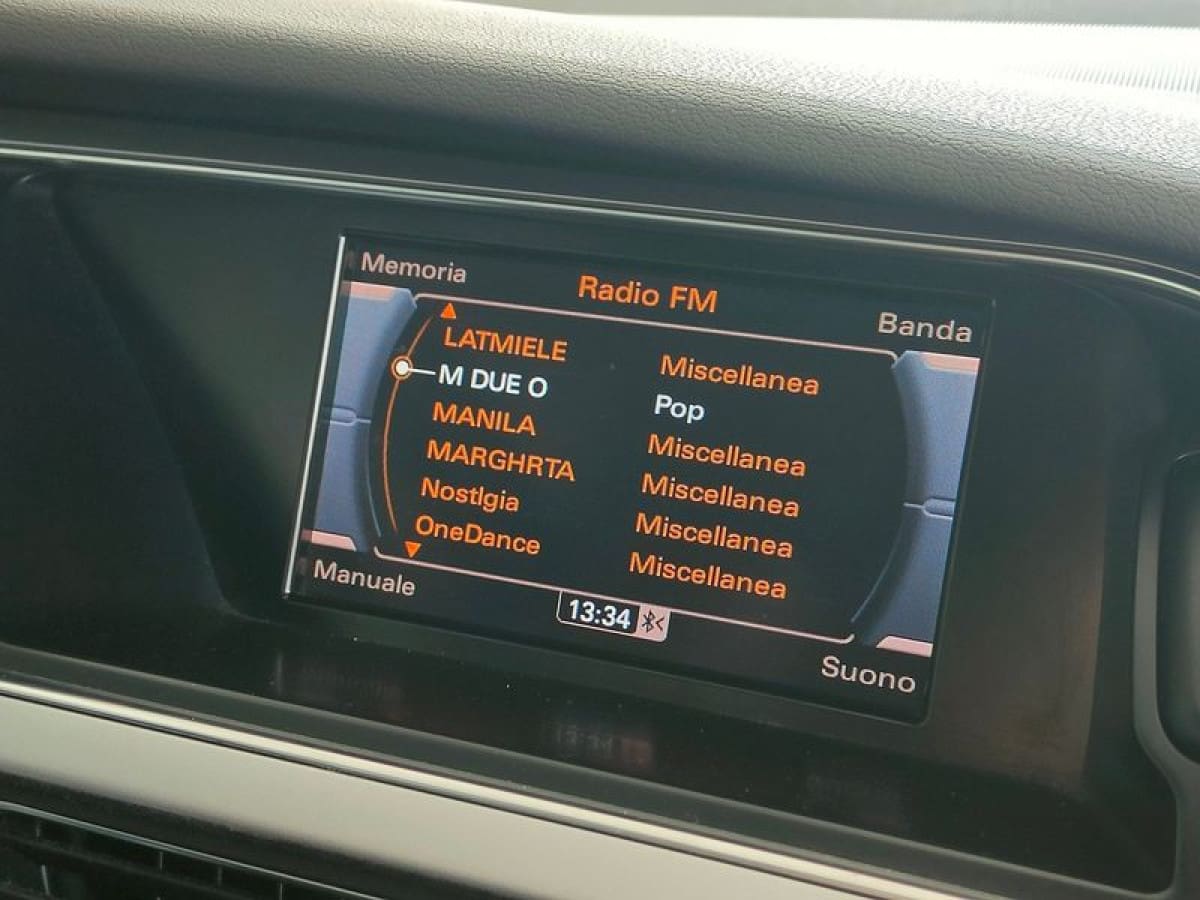 Memoria
Radio FM
Banda
LATMIELE Miscellanea
M DUE O Pop
MANILA Miscellanea
MARGHRTA Miscellanea
NostIgia Miscellanea
OneDance Miscellanea
Manuale
13:34
Suono